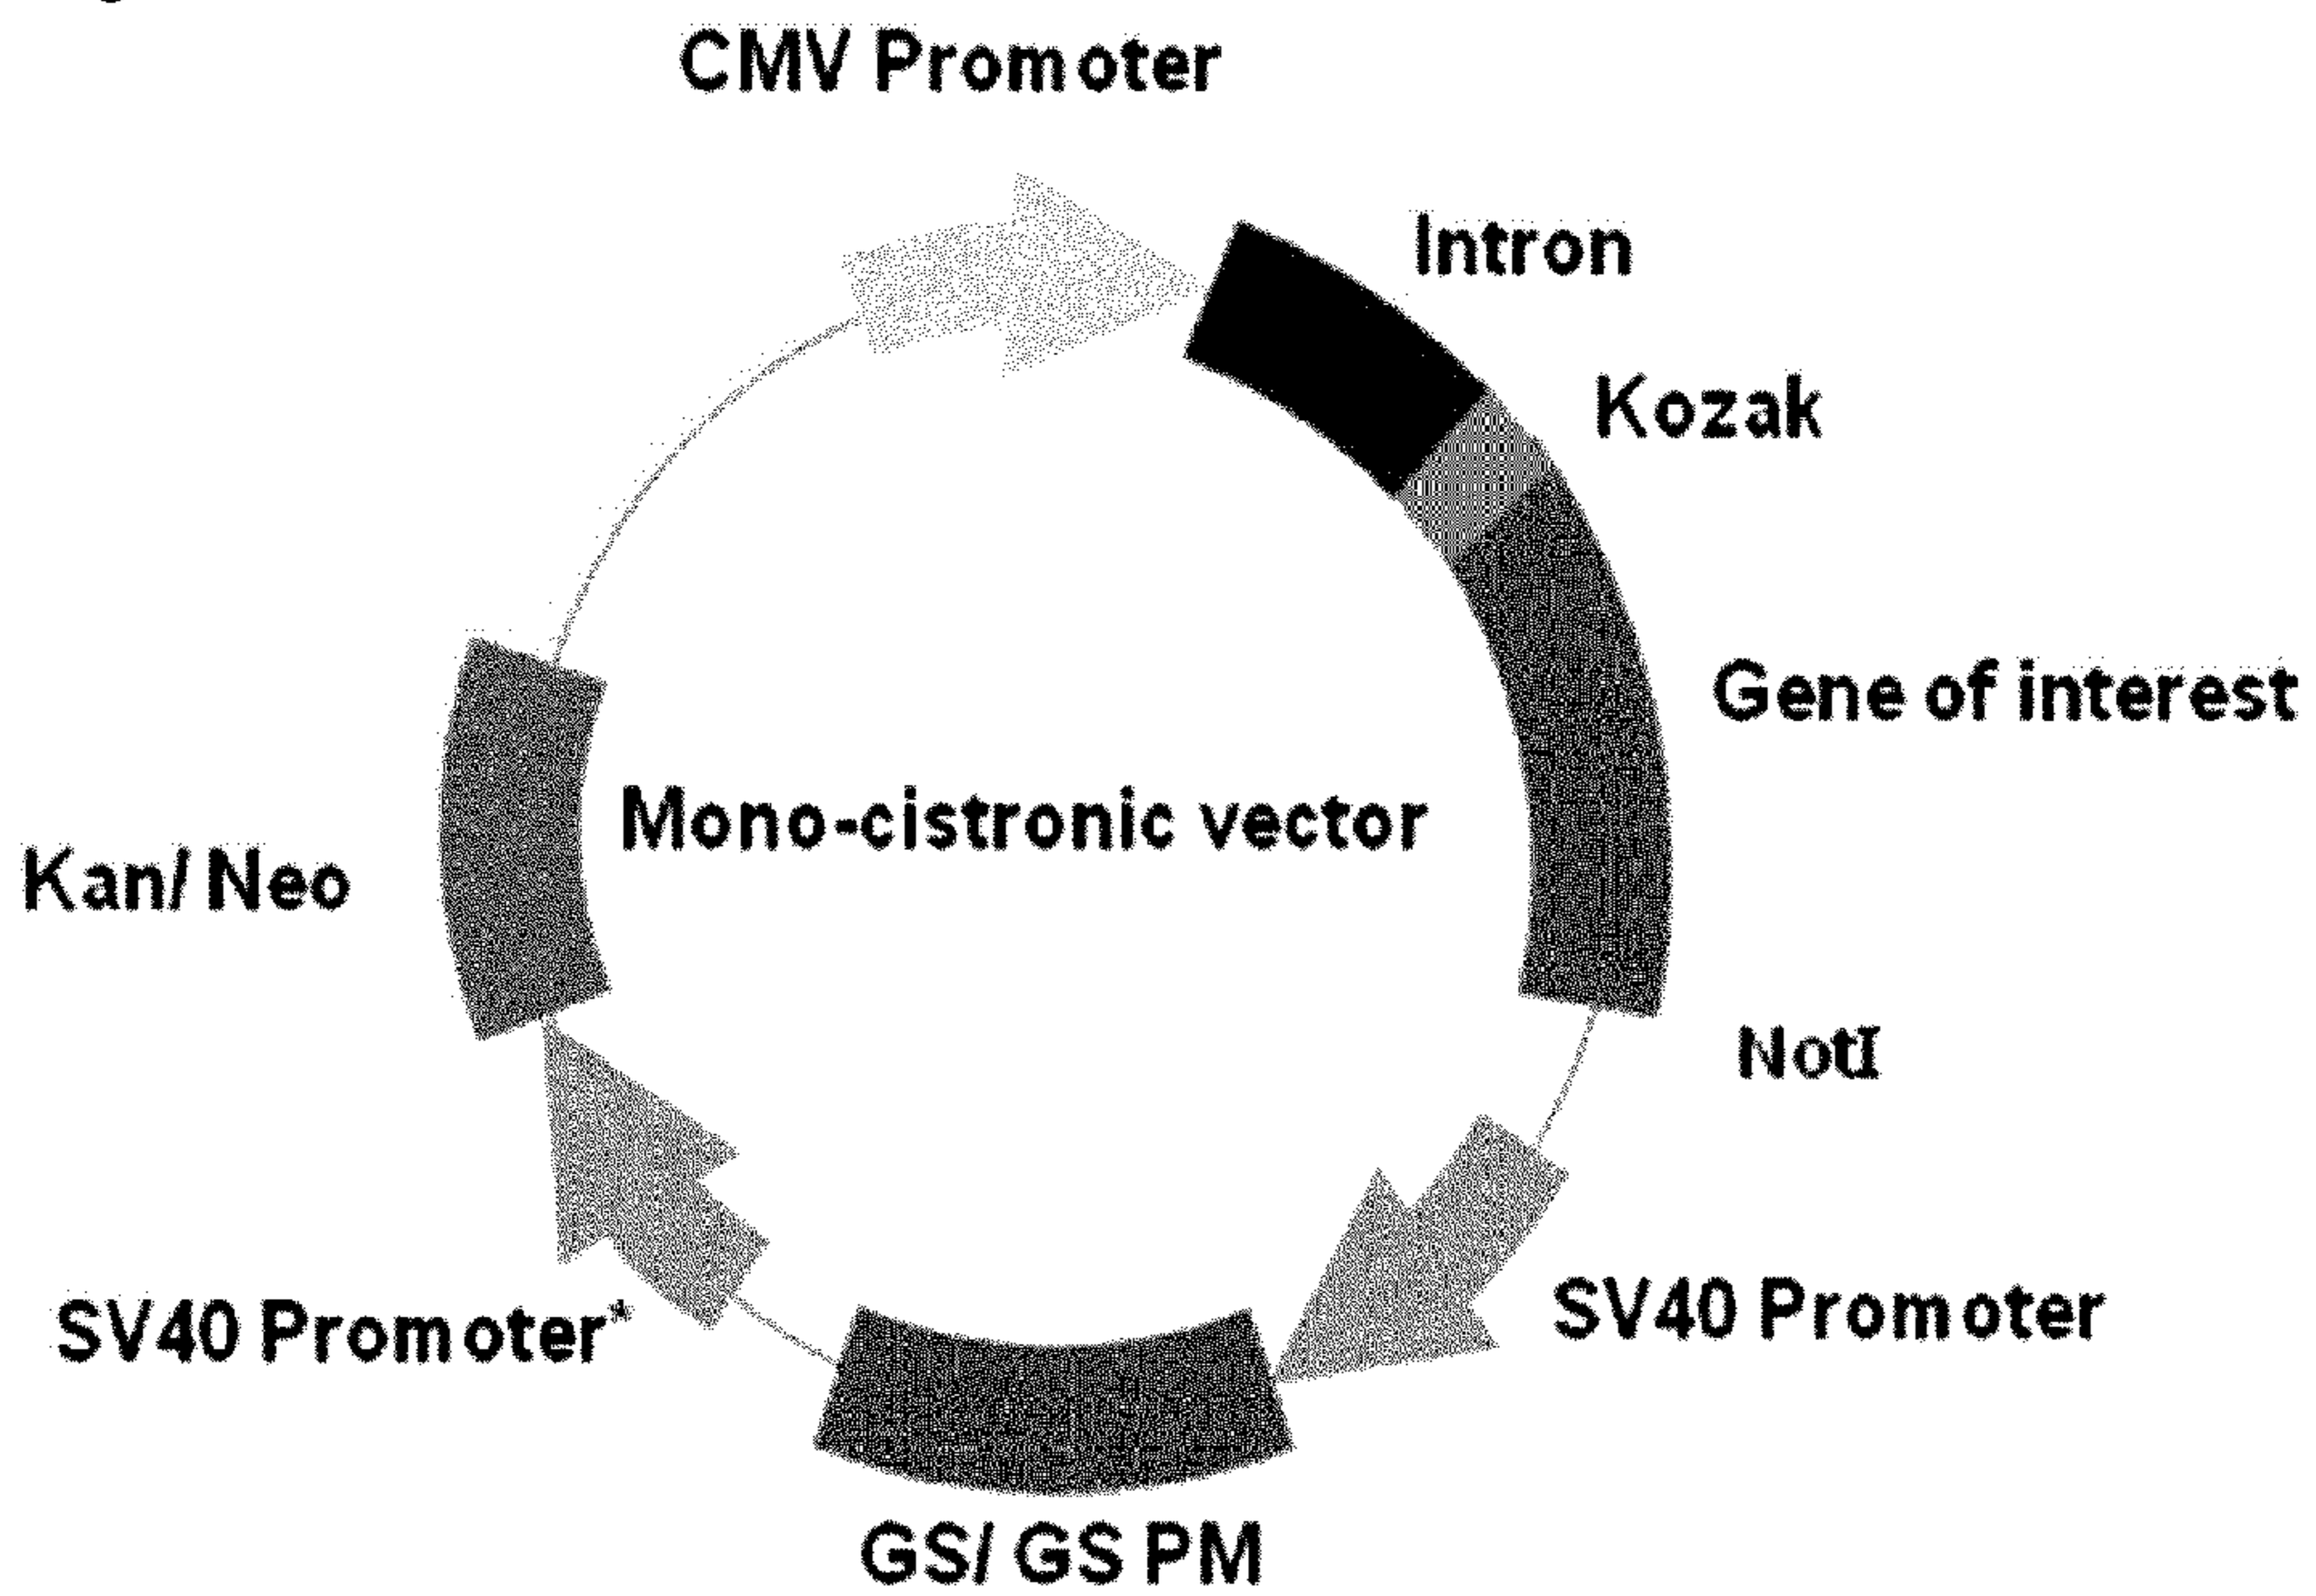 CMV Promoter
Intron
Kozak
Gene of interest
Mono-cistronic vector
Kan/ Neo
NotI
SV40 Promoter
SV40 Promoter*
GS/ GS PM